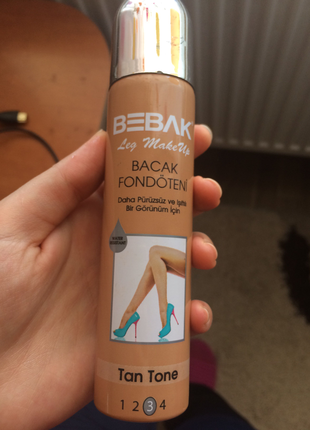 BEBAK
Leg MakeUp
BACAK
FONDÖTENİ
Daha Pürüzsüz ve Işıltılı
Bir Görünüm İçin
Tan Tone
1 2 3 4